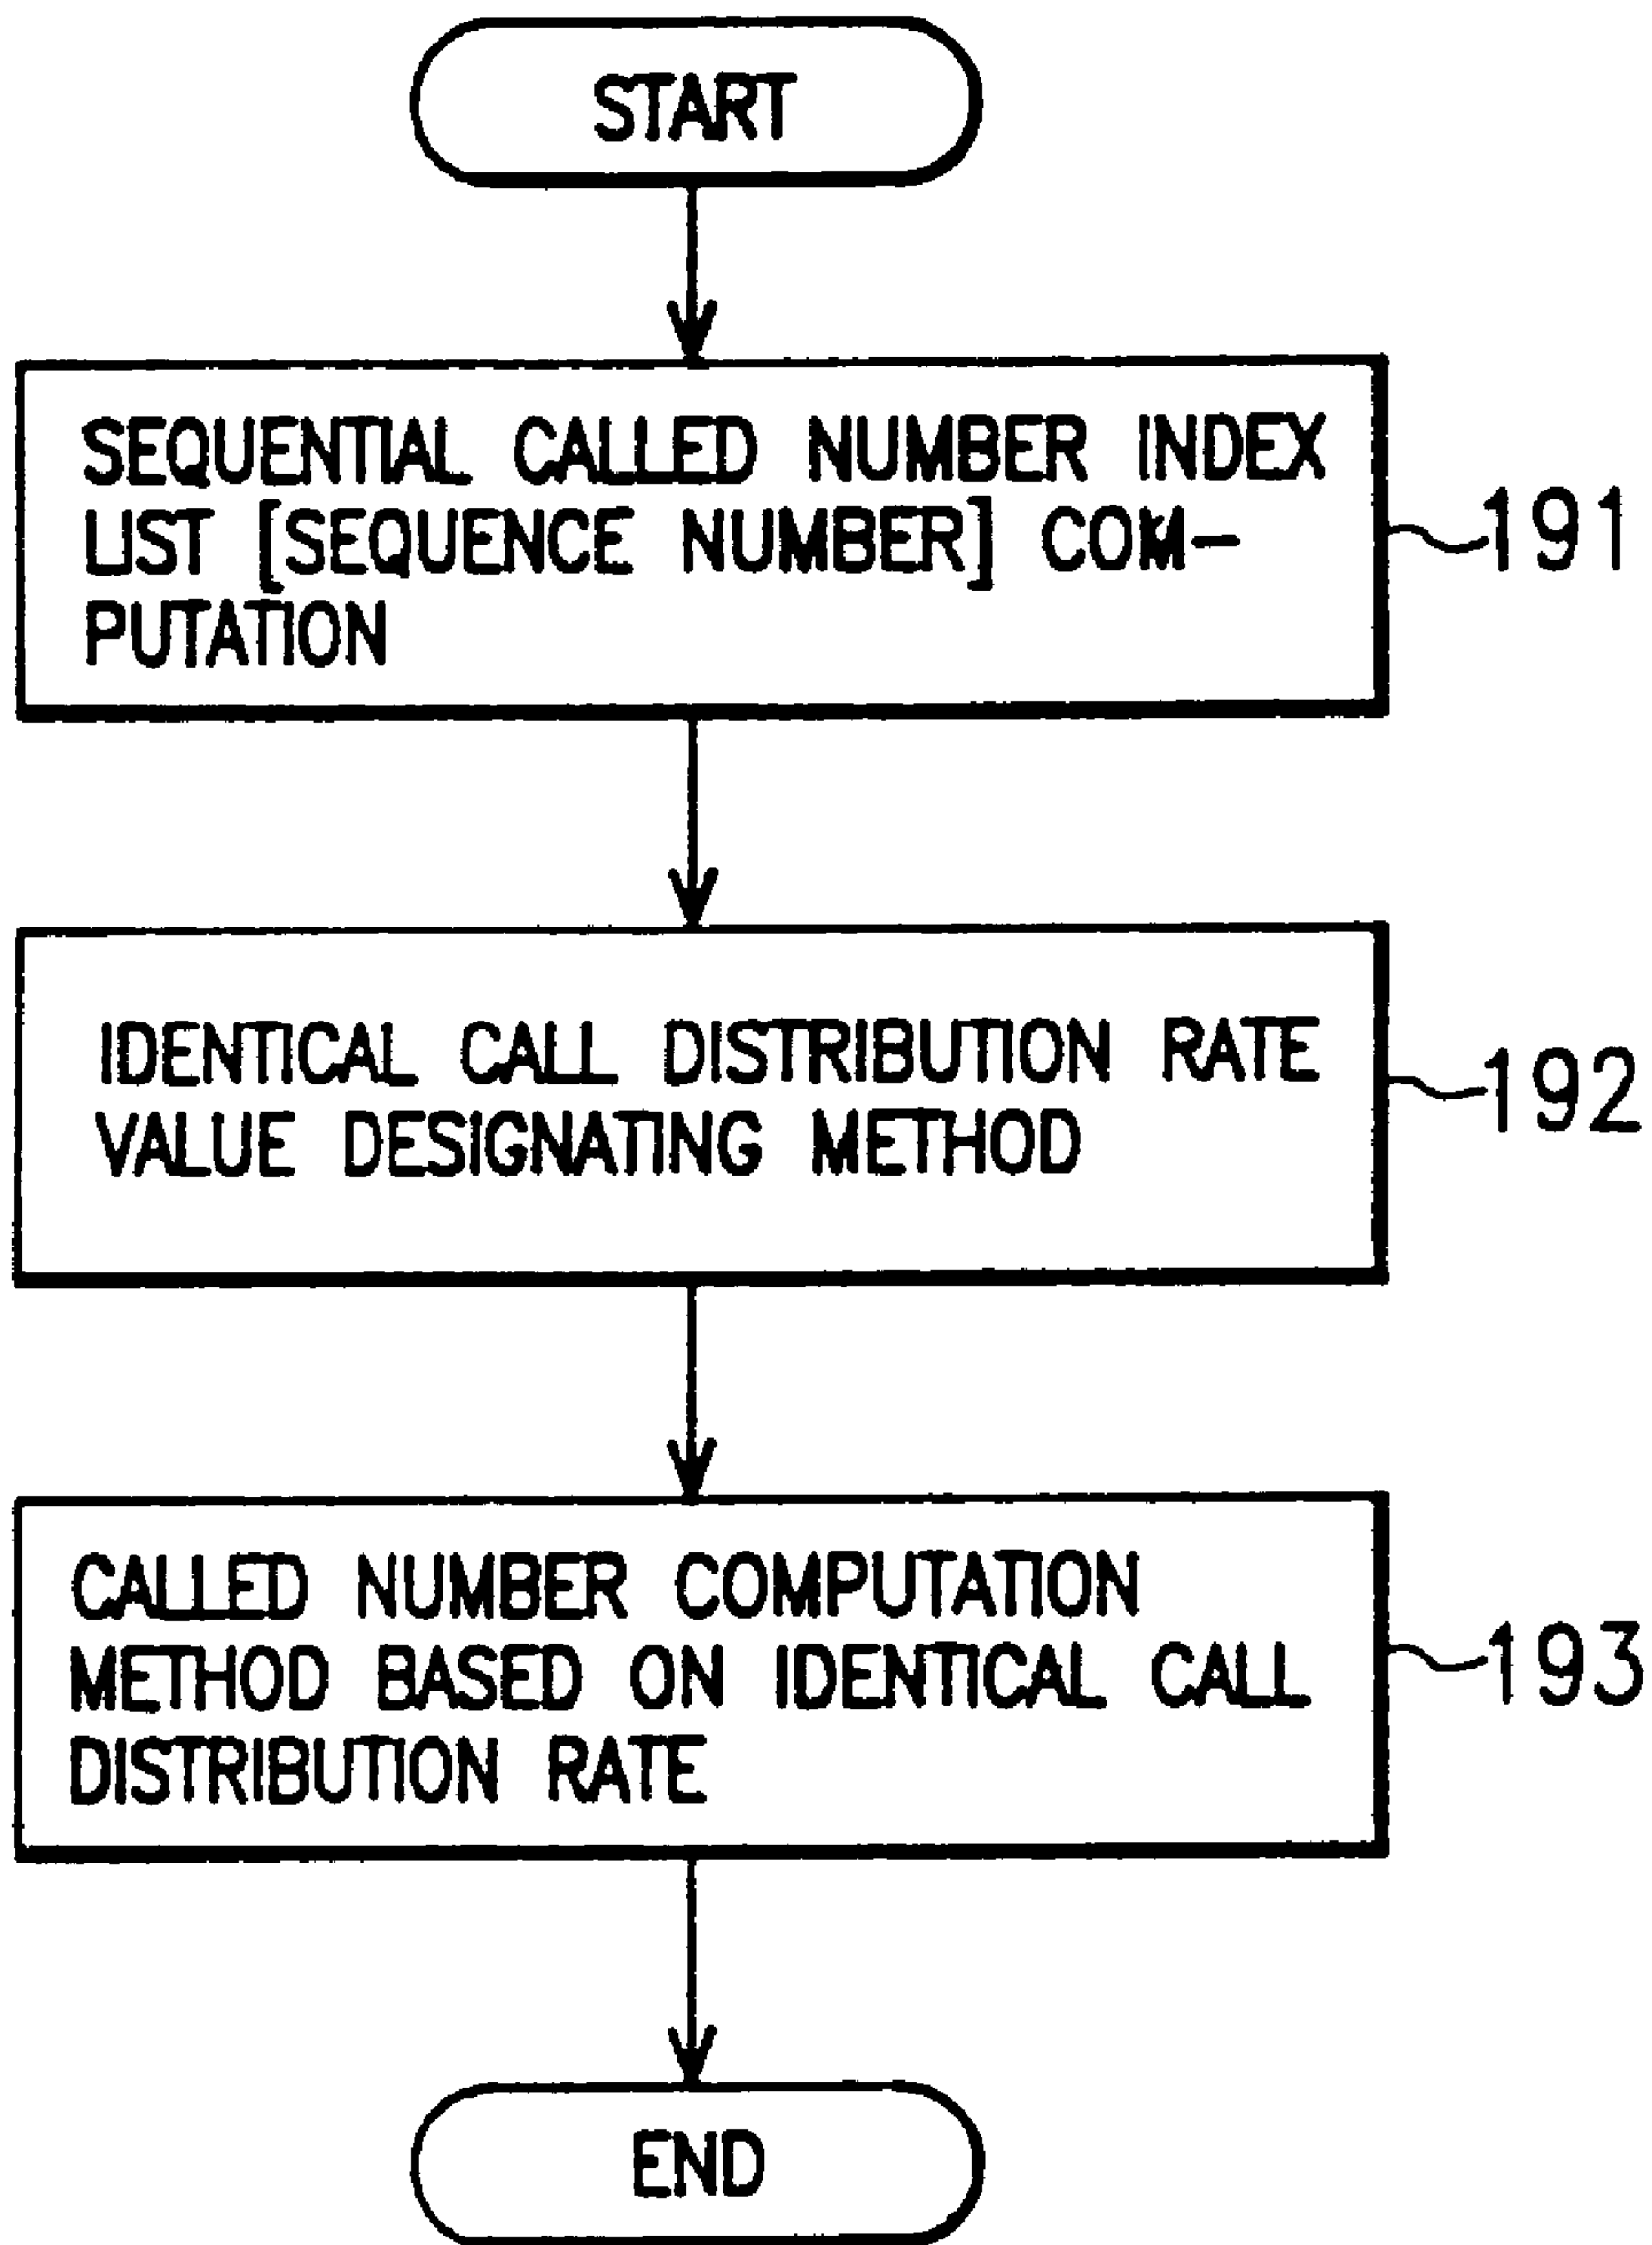 START
SEQUENTIAL CALLED NUMBER INDEX
LIST [SEQUENCE NUMBER] COM-
PUTATION
191
IDENTICAL CALL DISTRIBUTION RATE
VALUE DESIGNATING METHOD
192
CALLED NUMBER COMPUTATION
METHOD BASED ON IDENTICAL CALL
DISTRIBUTION RATE
193
END